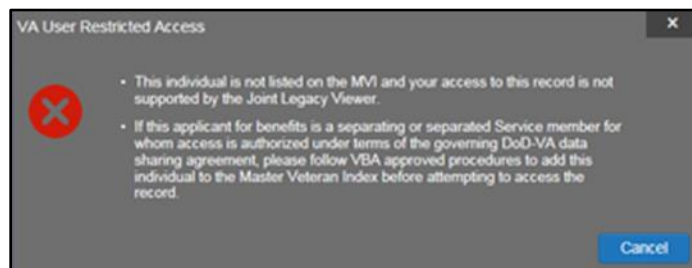 VA User Restricted Access
x
• This individual is not listed on the MVI and your access to this record is not
supported by the Joint Legacy Viewer.
• If this applicant for benefits is a separating or separated Service member for
whom access is authorized under terms of the governing DoD-VA data
sharing agreement, please follow VBA approved procedures to add this
individual to the Master Veteran Index before attempting to access the
record.
Cancel